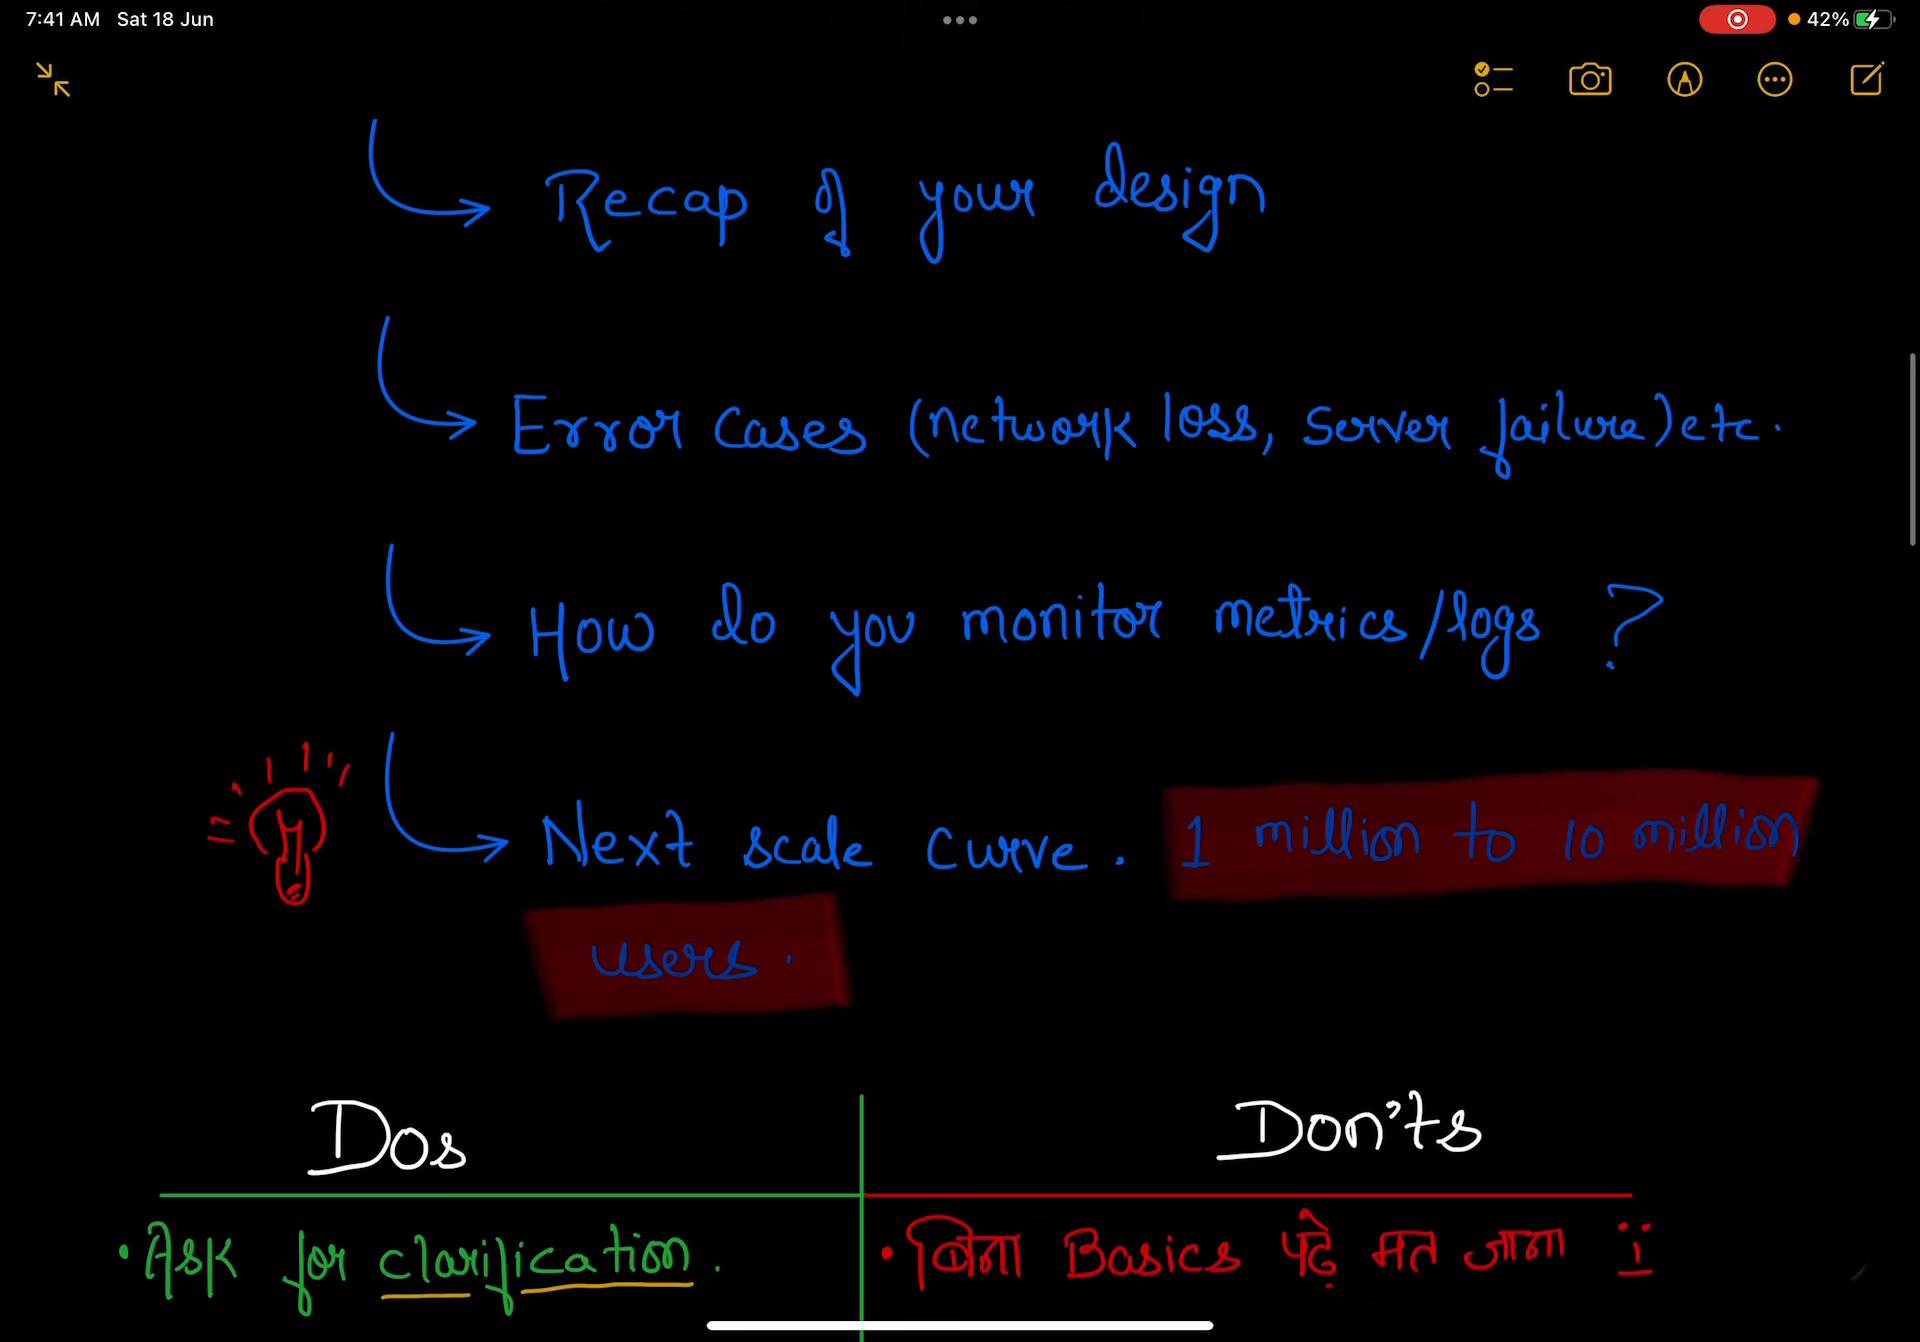 7:41 AM Sat 18 Jun
42%
Recap of your design
Error cases (network loss, server failure) etc.
How do you monitor metrics/logs ?
Next scale curve. 1 million to 10 million
users.
Dos
Don'ts
• Ask for clarification.
• बिना Basics पढ़े मत जाना